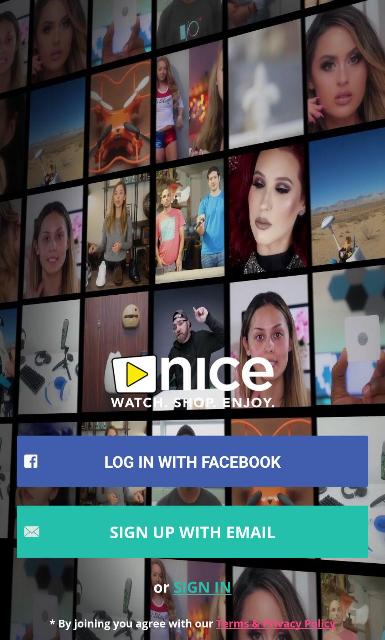 nice
WATCH. SHOP. ENJOY.
LOG IN WITH FACEBOOK
SIGN UP WITH EMAIL
or SIGN IN
* By joining you agree with our Terms & Privacy Policy